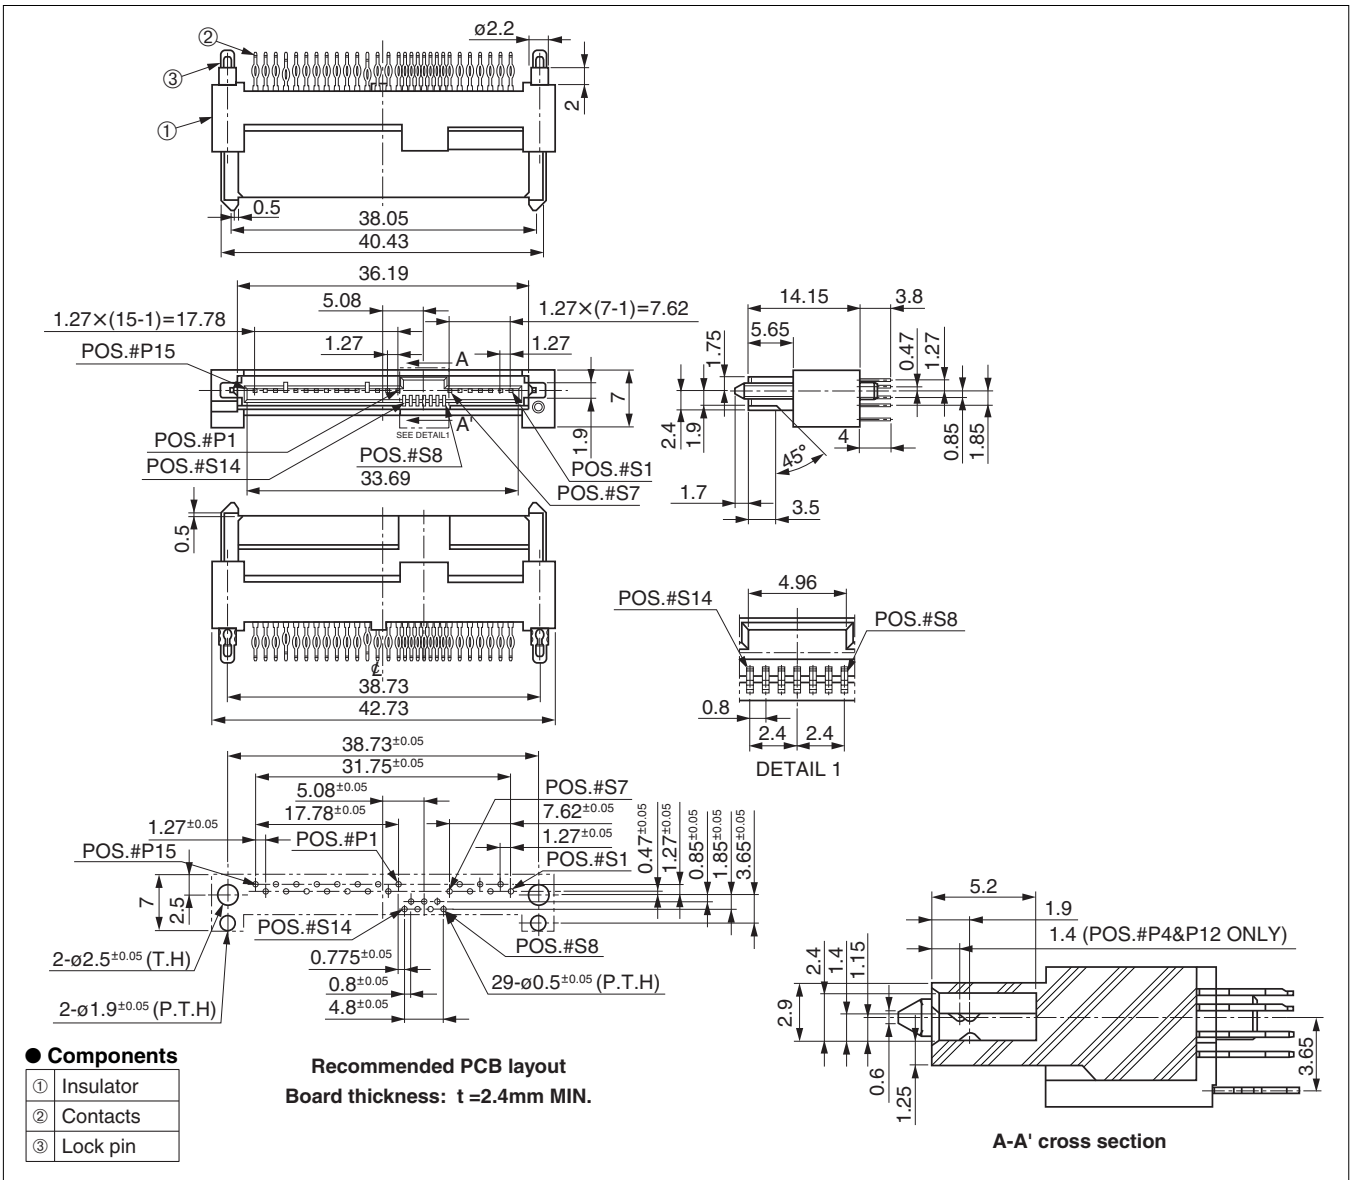 ②
③
①
ø2.2
2
0.5
38.05
40.43
36.19
5.08
1.27×(15-1)=17.78
1.27×(7-1)=7.62
POS.#P15
1.27
A
1.27
7
1.9
POS.#P1
POS.#S14
A'
SEE DETAIL1
POS.#S8
POS.#S1
33.69
POS.#S7
14.15
3.8
5.65
1.75
0.47
1.27
2.4
1.9
4
0.85
1.85
45°
1.7
3.5
0.5
℄
38.73
42.73
4.96
POS.#S14
POS.#S8
0.8
2.4
2.4
DETAIL 1
38.73±0.05
31.75±0.05
5.08±0.05
POS.#S7
17.78±0.05
7.62±0.05
1.27±0.05
POS.#P1
1.27±0.05
POS.#P15
POS.#S1
0.47±0.05
1.27±0.05
0.85±0.05
1.85±0.05
3.65±0.05
7
2.5
POS.#S14
POS.#S8
2-ø2.5±0.05 (T.H)
0.775±0.05
0.8±0.05
29-ø0.5±0.05 (P.T.H)
2-ø1.9±0.05 (P.T.H)
4.8±0.05
5.2
1.9
1.4 (POS.#P4&P12 ONLY)
2.4
1.4
1.15
2.9
0.6
1.25
3.65
A-A' cross section
Recommended PCB layout
Board thickness: t =2.4mm MIN.
● Components
① Insulator
② Contacts
③ Lock pin